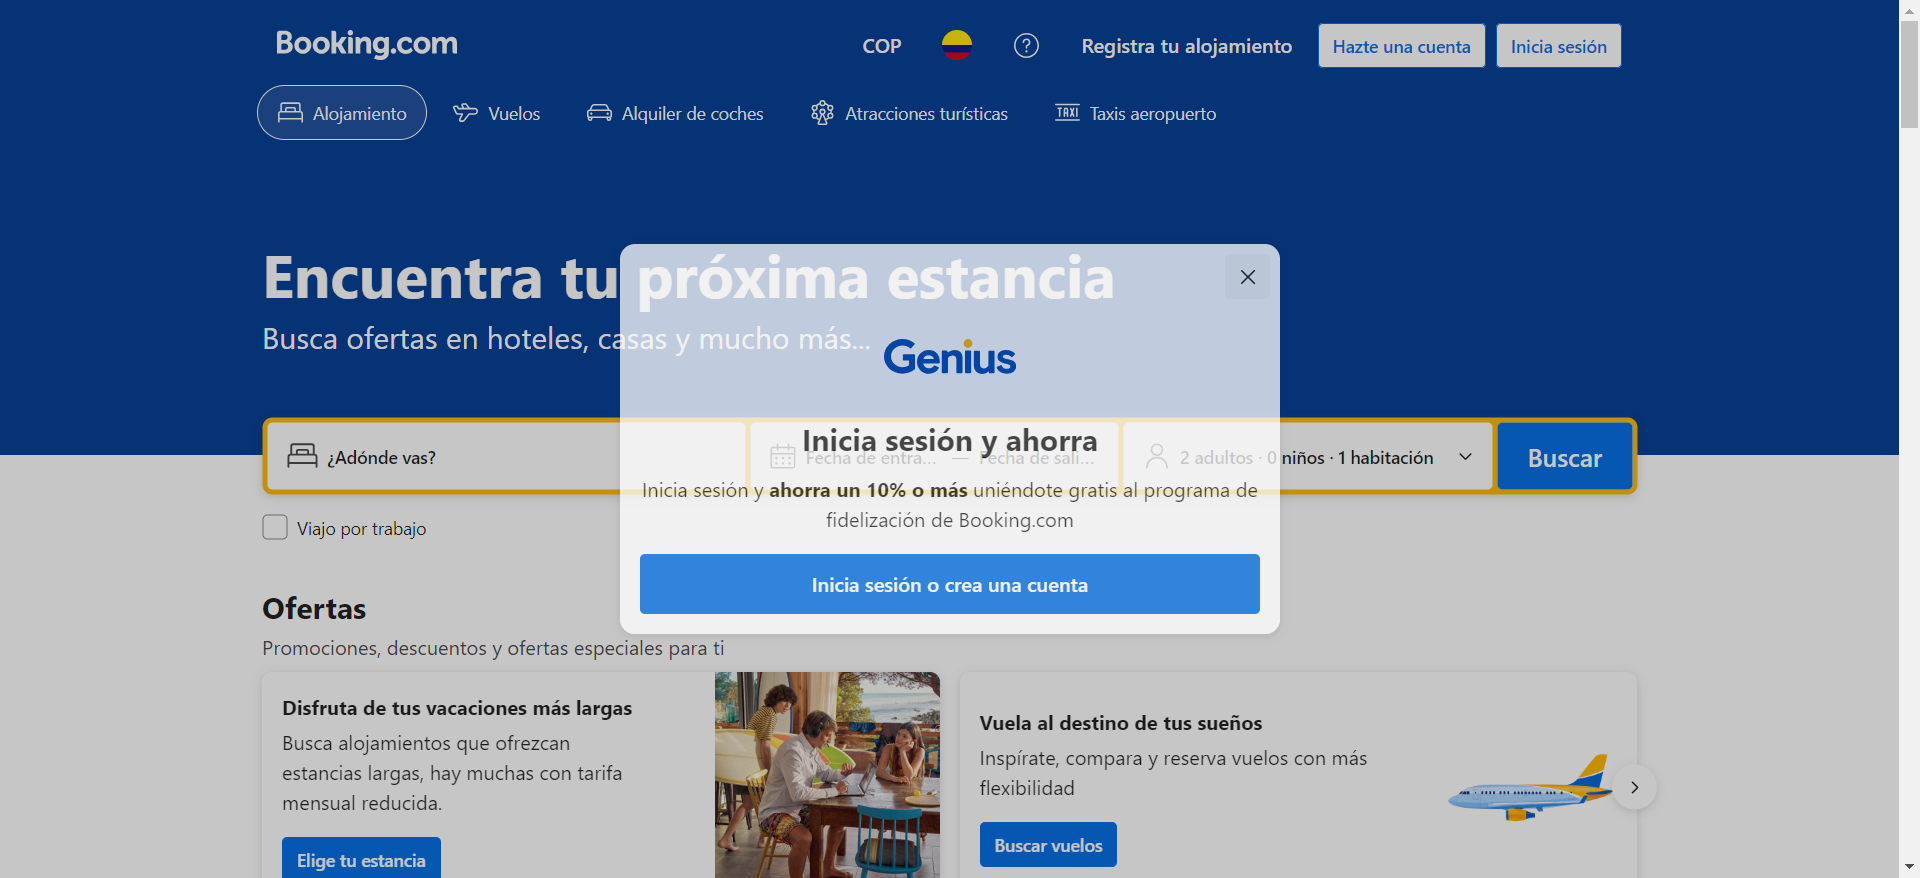 Booking.com
COP
Registra tu alojamiento
Hazte una cuenta
Inicia sesión
Alojamiento
Vuelos
Alquiler de coches
Atracciones turísticas
TAXI
Taxis aeropuerto
Encuentra tu próxima estancia
Busca ofertas en hoteles, casas y mucho más...
Genius
Inicia sesión y ahorra
Inicia sesión y ahorra un 10% o más uniéndote gratis al programa de
fidelización de Booking.com
Inicia sesión o crea una cuenta
¿Adónde vas?
Fecha de entra... — Fecha de sali...
2 adultos · 0 niños · 1 habitación
Buscar
Viajo por trabajo
Ofertas
Promociones, descuentos y ofertas especiales para ti
Disfruta de tus vacaciones más largas
Busca alojamientos que ofrezcan
estancias largas, hay muchas con tarifa
mensual reducida.
Elige tu estancia
Vuela al destino de tus sueños
Inspírate, compara y reserva vuelos con más
flexibilidad
Buscar vuelos